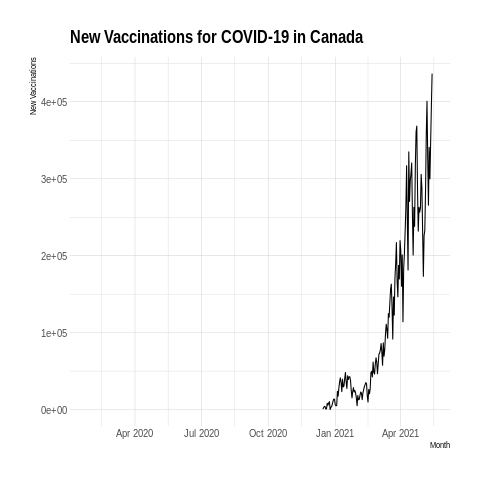 New Vaccinations for COVID-19 in Canada
New Vaccinations
4e+05
3e+05
2e+05
1e+05
0e+00
Apr 2020 Jul 2020 Oct 2020 Jan 2021 Apr 2021
Month